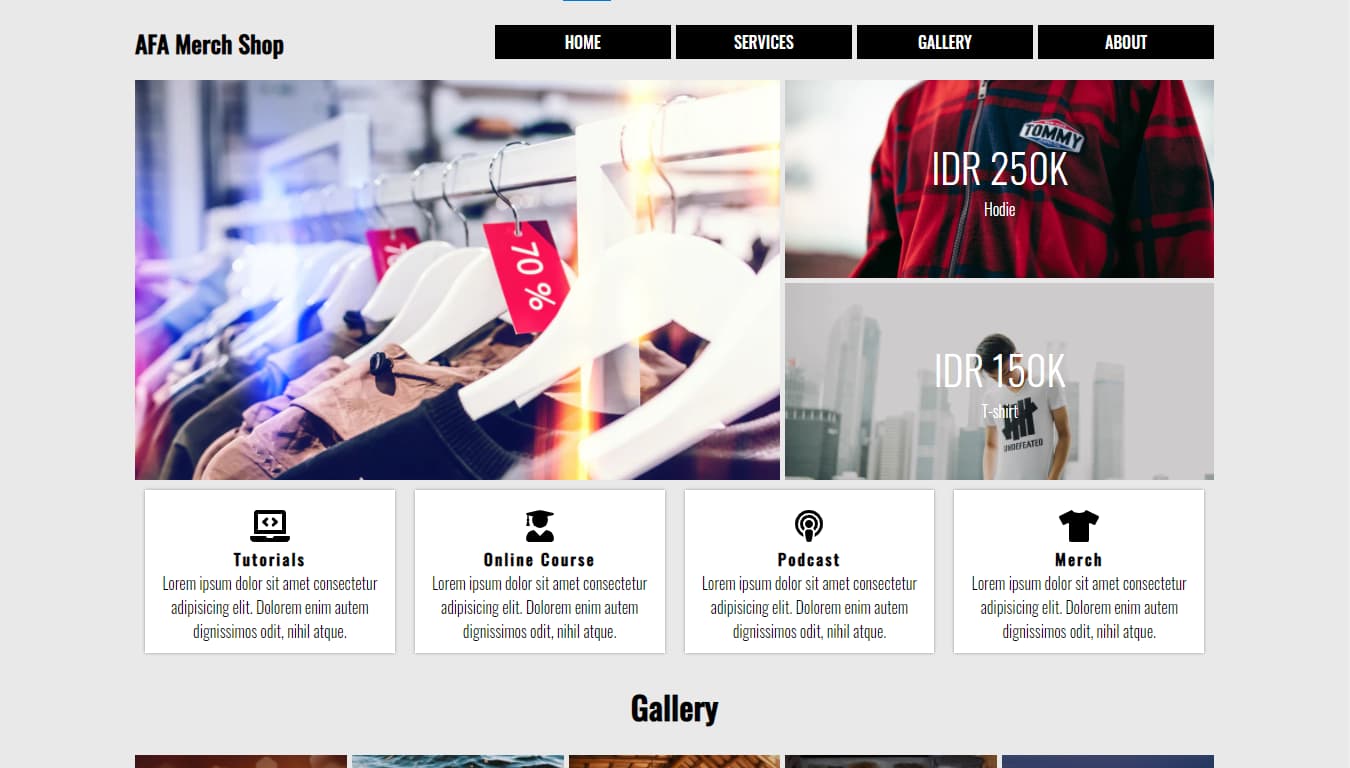 AFA Merch Shop
HOME
SERVICES
GALLERY
ABOUT
70 %
TOMMY
IDR 250K
Hodie
IDR 150K
T-shirt
UNDEFEATED
Tutorials
Lorem ipsum dolor sit amet consectetur
adipisicing elit. Dolorem enim autem
dignissimos odit, nihil atque.
Online Course
Lorem ipsum dolor sit amet consectetur
adipisicing elit. Dolorem enim autem
dignissimos odit, nihil atque.
Podcast
Lorem ipsum dolor sit amet consectetur
adipisicing elit. Dolorem enim autem
dignissimos odit, nihil atque.
Merch
Lorem ipsum dolor sit amet consectetur
adipisicing elit. Dolorem enim autem
dignissimos odit, nihil atque.
Gallery